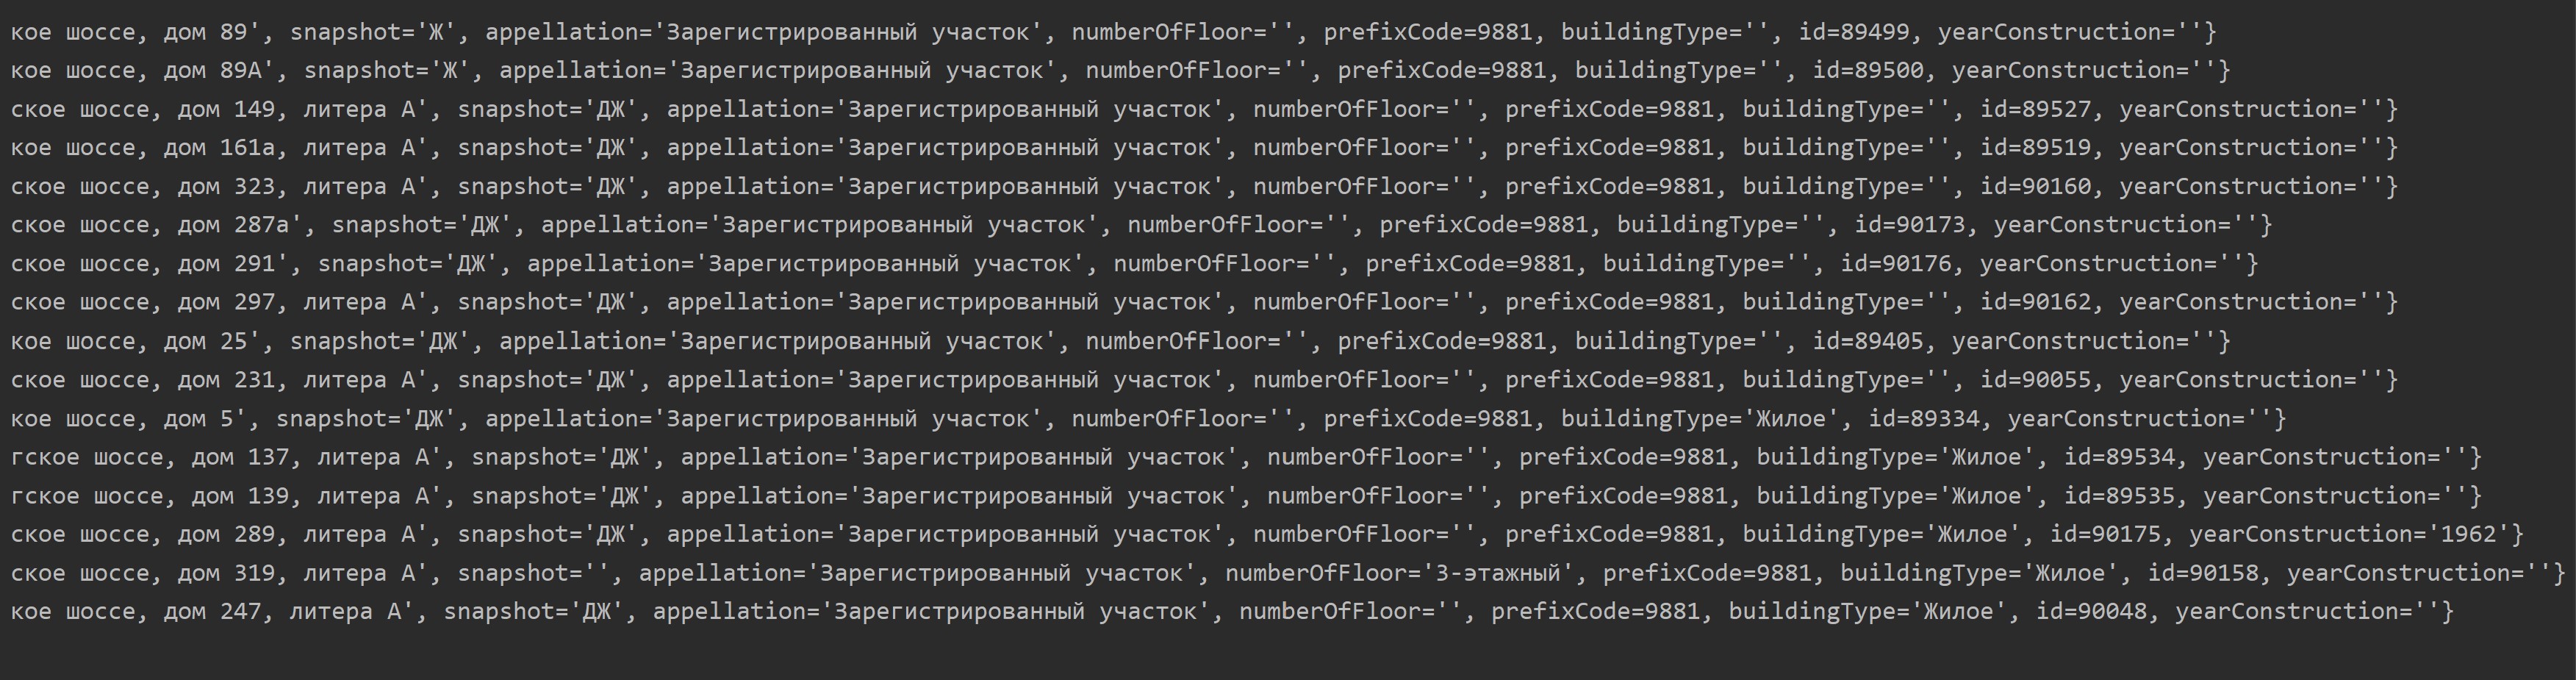 кое шоссе, дом 89', snapshot='Ж', appellation='Зарегистрированный участок', numberOfFloor='', prefixCode=9881, buildingType='', id=89499, yearConstruction=''}
кое шоссе, дом 89А', snapshot='Ж', appellation='Зарегистрированный участок', numberOfFloor='', prefixCode=9881, buildingType='', id=89500, yearConstruction=''}
ское шоссе, дом 149, литера А', snapshot='ДЖ', appellation='Зарегистрированный участок', numberOfFloor='', prefixCode=9881, buildingType='', id=89527, yearConstruction=''}
кое шоссе, дом 161а, литера А', snapshot='ДЖ', appellation='Зарегистрированный участок', numberOfFloor='', prefixCode=9881, buildingType='', id=89519, yearConstruction=''}
ское шоссе, дом 323, литера А', snapshot='ДЖ', appellation='Зарегистрированный участок', numberOfFloor='', prefixCode=9881, buildingType='', id=90160, yearConstruction=''}
ское шоссе, дом 287а', snapshot='ДЖ', appellation='Зарегистрированный участок', numberOfFloor='', prefixCode=9881, buildingType='', id=90173, yearConstruction=''}
ское шоссе, дом 291', snapshot='ДЖ', appellation='Зарегистрированный участок', numberOfFloor='', prefixCode=9881, buildingType='', id=90176, yearConstruction=''}
ское шоссе, дом 297, литера А', snapshot='ДЖ', appellation='Зарегистрированный участок', numberOfFloor='', prefixCode=9881, buildingType='', id=90162, yearConstruction=''}
кое шоссе, дом 25', snapshot='ДЖ', appellation='Зарегистрированный участок', numberOfFloor='', prefixCode=9881, buildingType='', id=89405, yearConstruction=''}
ское шоссе, дом 231, литера А', snapshot='ДЖ', appellation='Зарегистрированный участок', numberOfFloor='', prefixCode=9881, buildingType='', id=90055, yearConstruction=''}
кое шоссе, дом 5', snapshot='ДЖ', appellation='Зарегистрированный участок', numberOfFloor='', prefixCode=9881, buildingType='Жилое', id=89334, yearConstruction=''}
гское шоссе, дом 137, литера А', snapshot='ДЖ', appellation='Зарегистрированный участок', numberOfFloor='', prefixCode=9881, buildingType='Жилое', id=89534, yearConstruction=''}
гское шоссе, дом 139, литера А', snapshot='ДЖ', appellation='Зарегистрированный участок', numberOfFloor='', prefixCode=9881, buildingType='Жилое', id=89535, yearConstruction=''}
ское шоссе, дом 289, литера А', snapshot='ДЖ', appellation='Зарегистрированный участок', numberOfFloor='', prefixCode=9881, buildingType='Жилое', id=90175, yearConstruction='1962'}
ское шоссе, дом 319, литера А', snapshot='', appellation='Зарегистрированный участок', numberOfFloor='3-этажный', prefixCode=9881, buildingType='Жилое', id=90158, yearConstruction=''}
кое шоссе, дом 247, литера А', snapshot='ДЖ', appellation='Зарегистрированный участок', numberOfFloor='', prefixCode=9881, buildingType='Жилое', id=90048, yearConstruction=''}